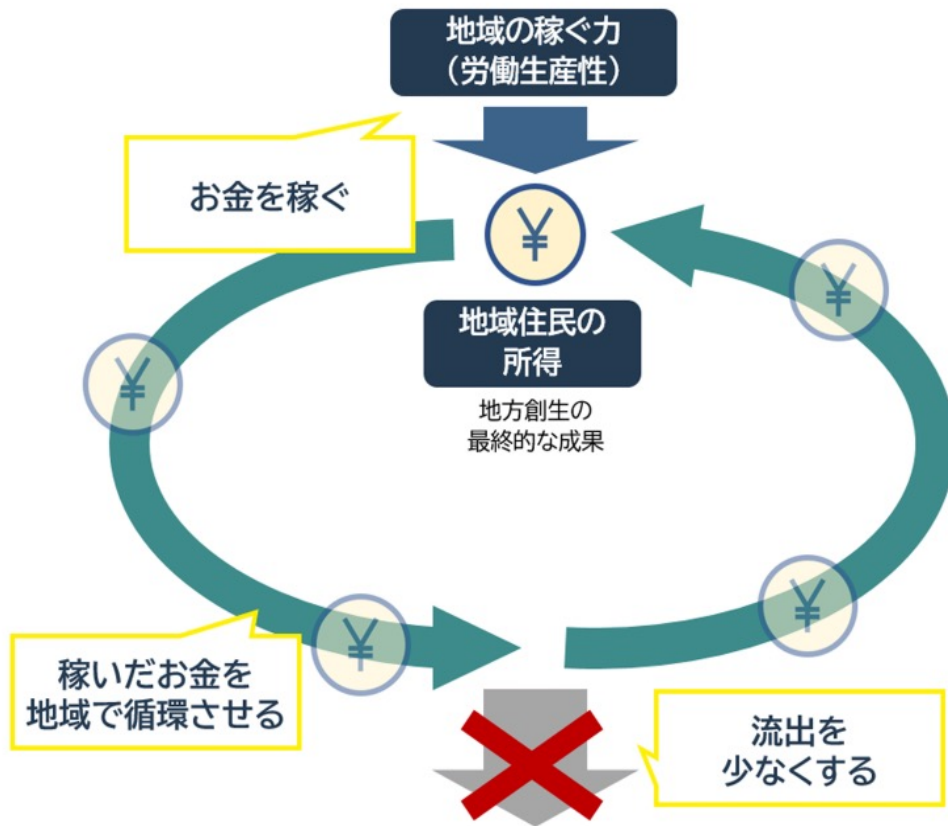 地域の稼ぐ力
（労働生産性）
お金を稼ぐ
¥
地域住民の
所得
地方創生の
最終的な成果
¥
¥
¥
¥
稼いだお金を
地域で循環させる
流出を
少なくする